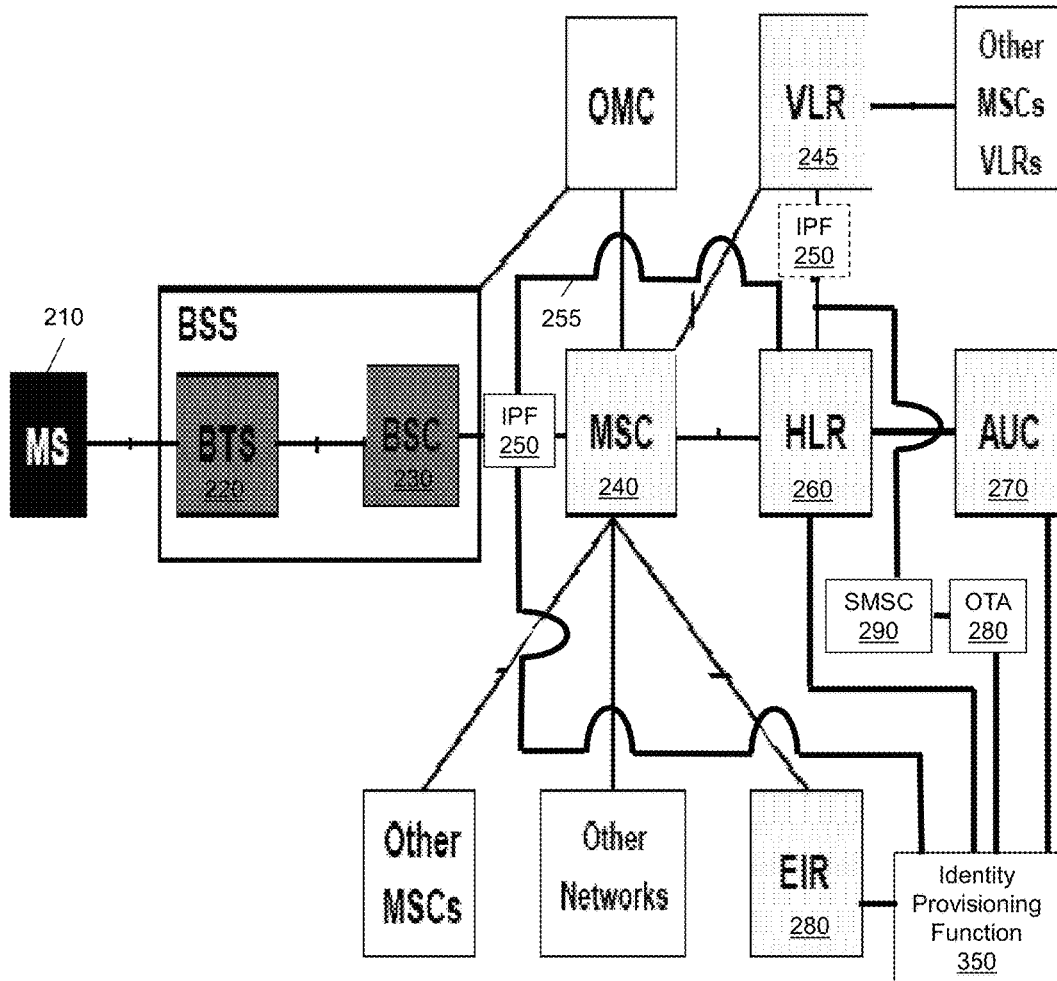 OMC
VLR
245
Other
MSCs
VLRs
IPF
250
210
BSS
255
MS
BTS
220
BSC
230
IPF
250
MSC
240
HLR
260
AUC
270
SMSC
290
OTA
280
Other
MSCs
Other
Networks
EIR
280
Identity
Provisioning
Function
350